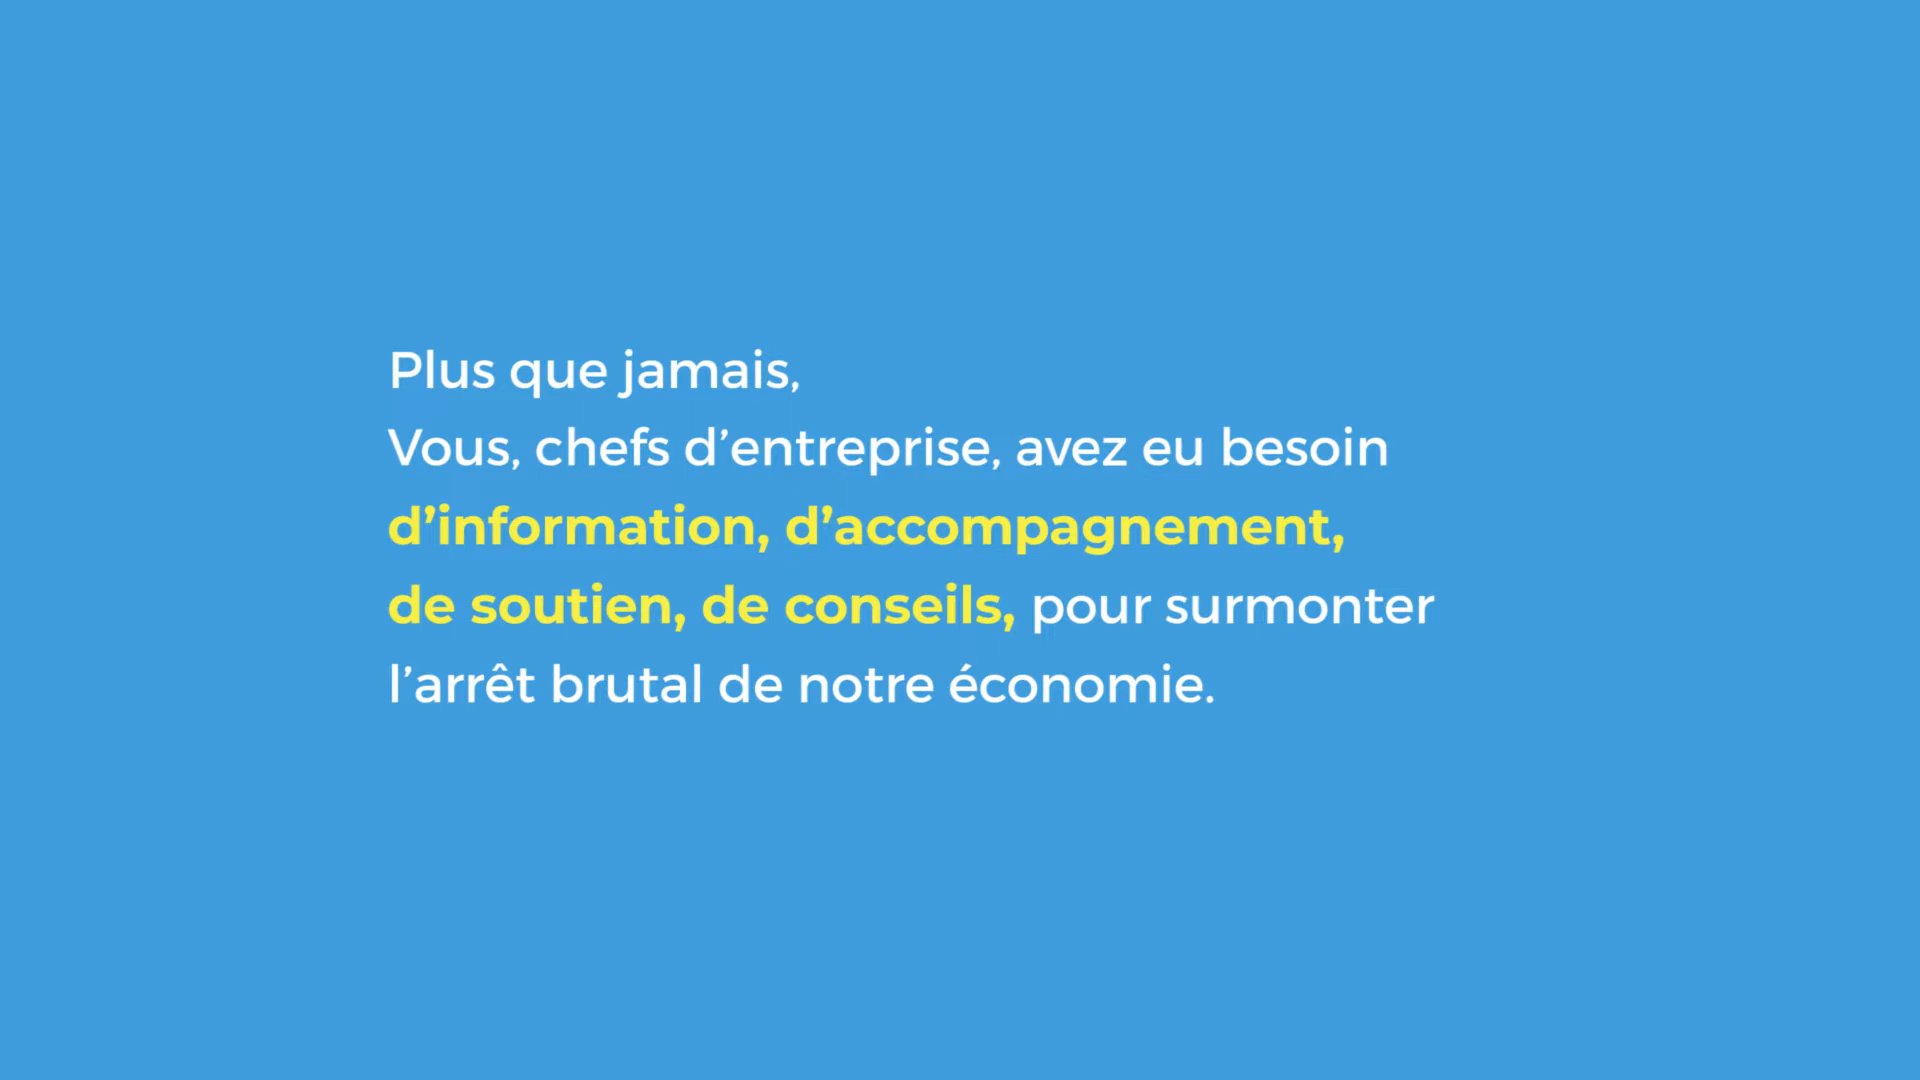 Plus que jamais,
Vous, chefs d’entreprise, avez eu besoin
d’information, d’accompagnement,
de soutien, de conseils, pour surmonter
l’arrêt brutal de notre économie.